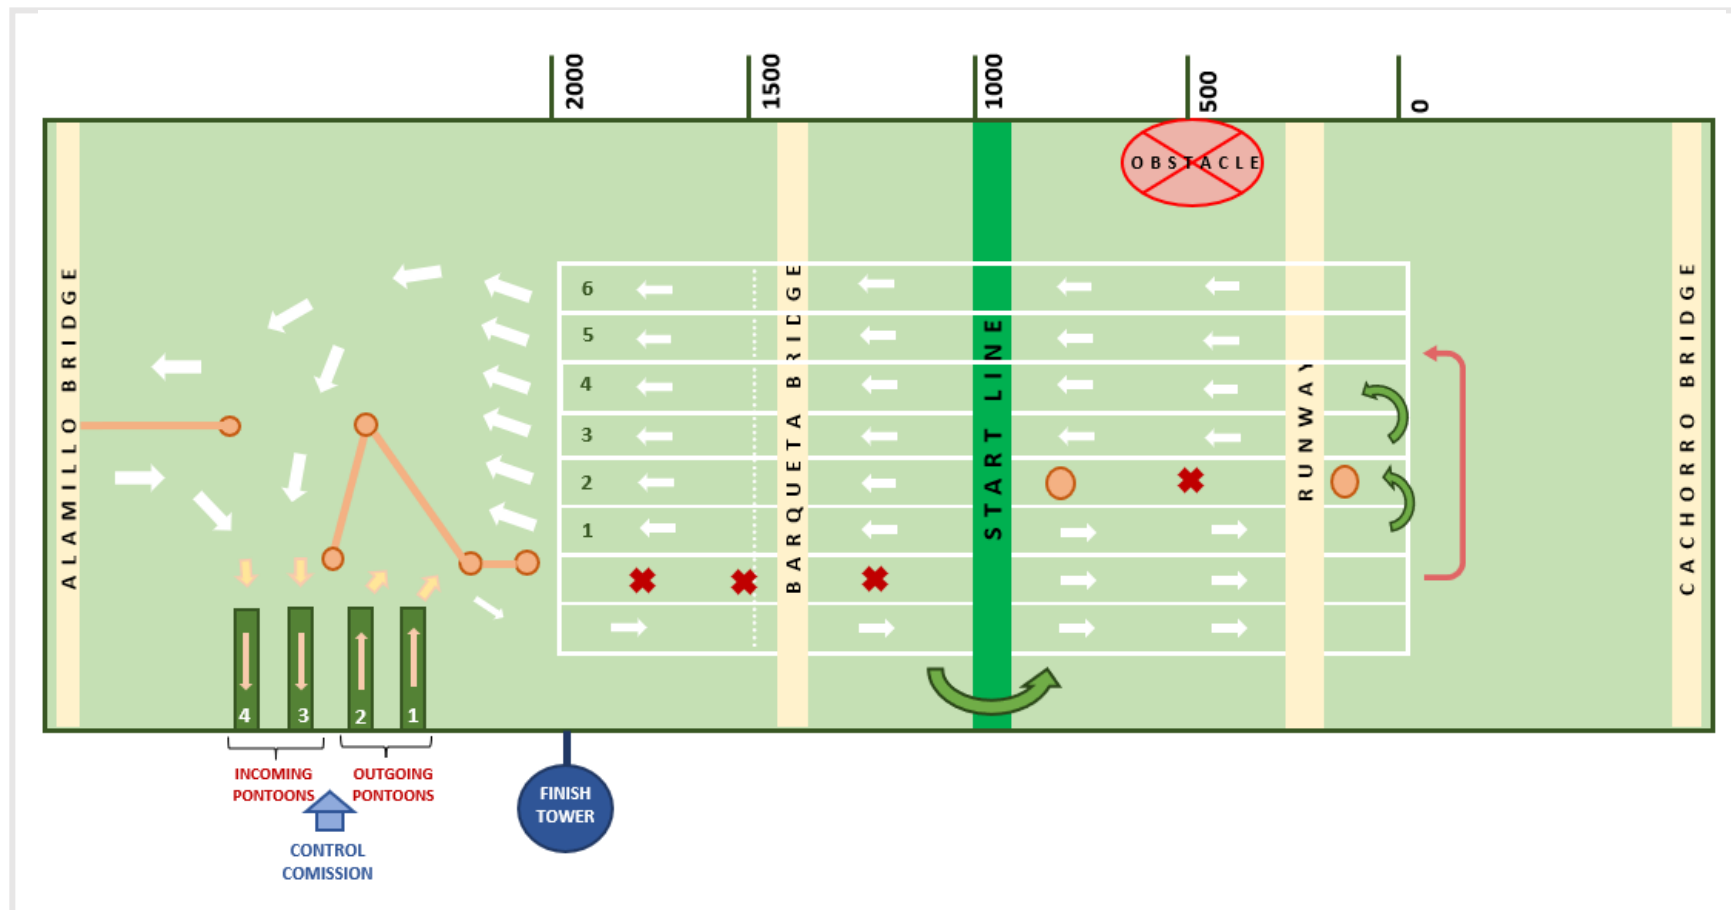 2000
1500
1000
500
0
OBSTACLE
ALAMILLO BRIDGE
BARQUETA BRIDGE
START LINE
RUNWAY
CACHORRO BRIDGE
6
5
4
3
2
1
4
3
2
1
INCOMING
PONTOONS
OUTGOING
PONTOONS
CONTROL
COMISSION
FINISH
TOWER